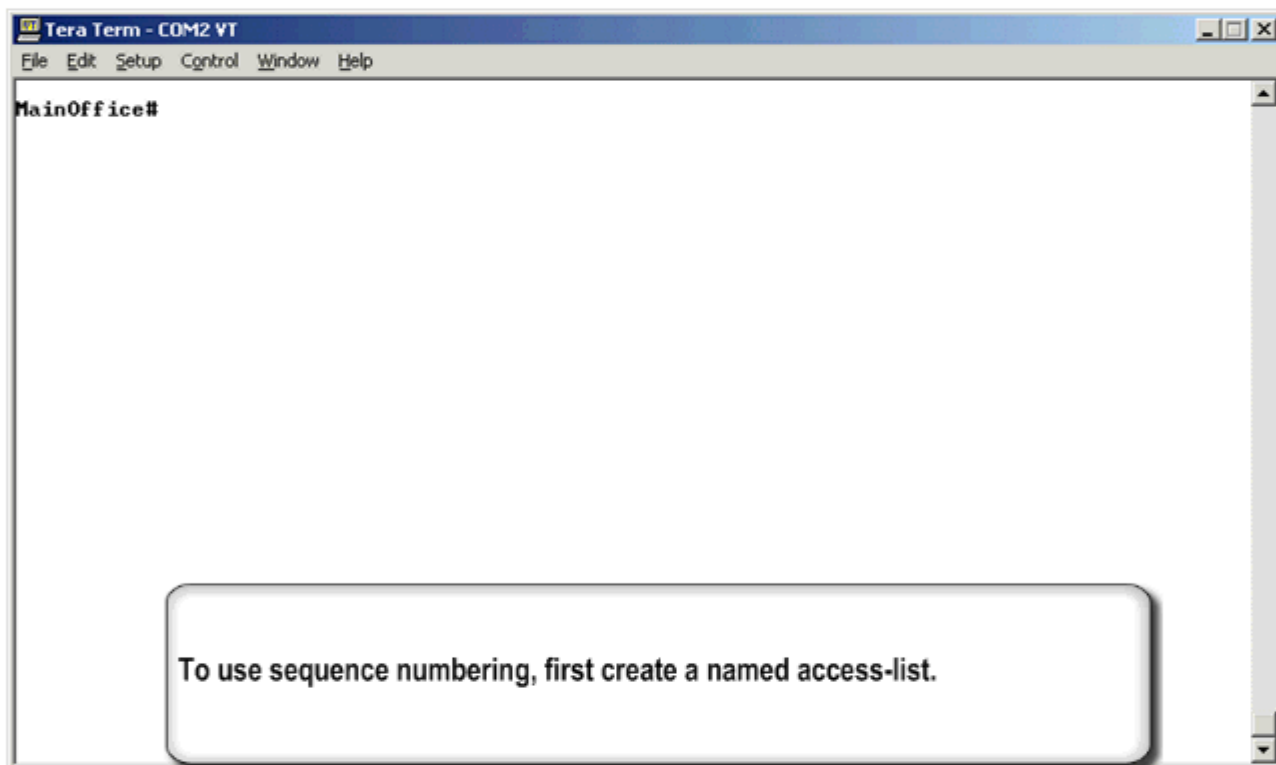 Tera Term - COM2 VT
File Edit Setup Control Window Help
MainOffice#
To use sequence numbering, first create a named access-list.